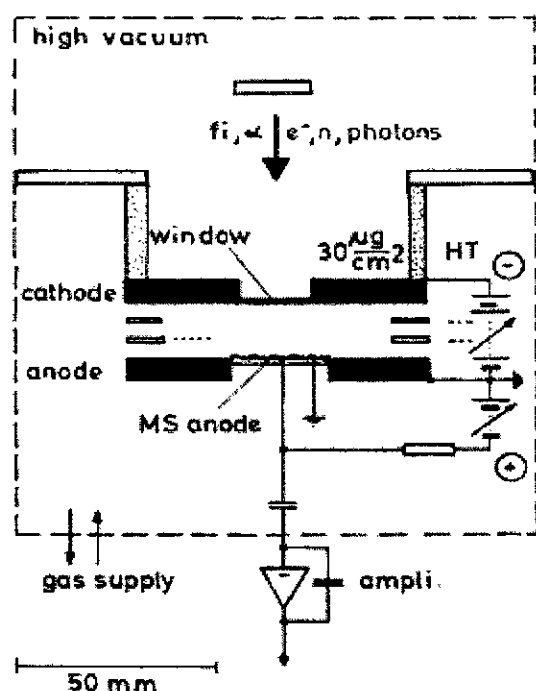 high vacuum
fi, α e⁻, n, photons
window
30 μg/cm2
HT
−
cathode
anode
MS anode
+
gas supply
−
ampli.
50 mm